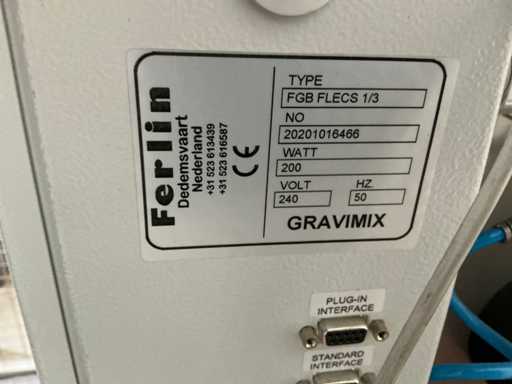 Ferlin
Dedemsvaart
Nederland
+31 523 613439
+31 523 616587
CE
TYPE
FGB FLECS 1/3
NO
20201016466
WATT
200
VOLT HZ.
240 50
GRAVIMIX
PLUG-IN
INTERFACE
STANDARD
INTERFACE